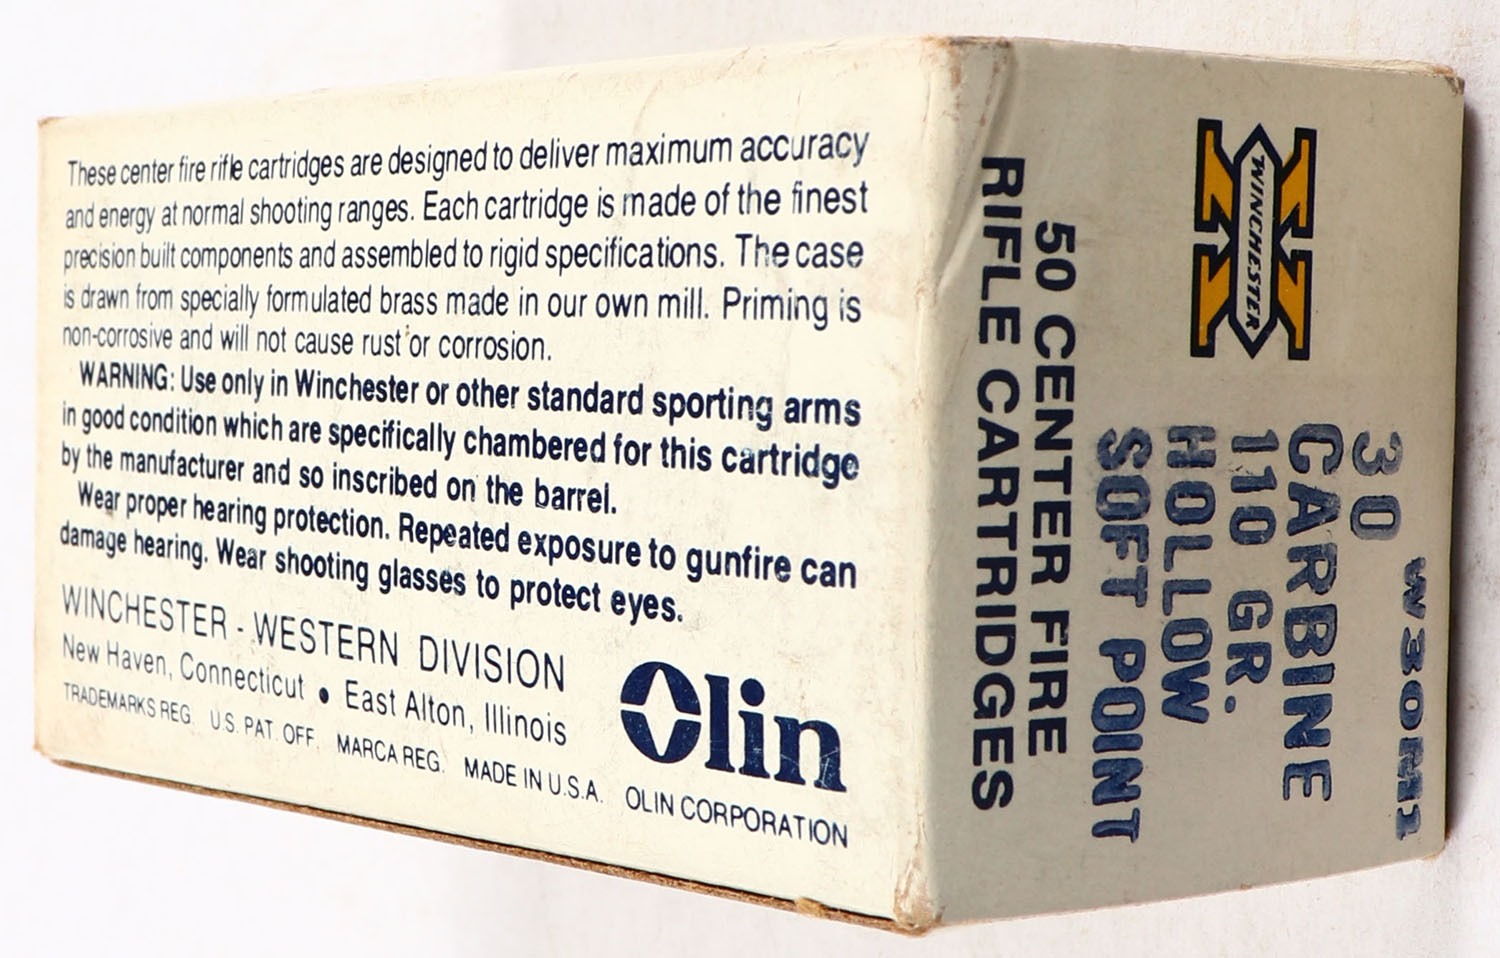 These center fire rifle cartridges are designed to deliver maximum accuracy
and energy at normal shooting ranges. Each cartridge is made of the finest
precision built components and assembled to rigid specifications. The case
is drawn from specially formulated brass made in our own mill. Priming is
non-corrosive and will not cause rust or corrosion.
WARNING: Use only in Winchester or other standard sporting arms
in good condition which are specifically chambered for this cartridge
by the manufacturer and so inscribed on the barrel.
Wear proper hearing protection. Repeated exposure to gunfire can
damage hearing. Wear shooting glasses to protect eyes.
WINCHESTER - WESTERN DIVISION
New Haven, Connecticut • East Alton, Illinois
TRADEMARKS REG. U.S. PAT. OFF. MARCA REG. MADE IN U.S.A. OLIN CORPORATION
Olin
WINCHESTER
W30M1
30
CARBINE
110 GR.
HOLLOW
SOFT POINT
50 CENTER FIRE
RIFLE CARTRIDGES